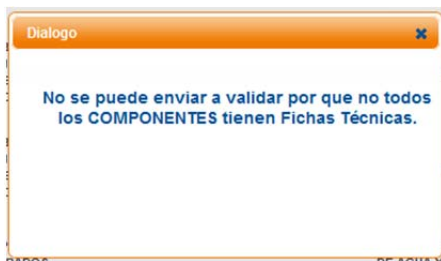 Dialogo
No se puede enviar a validar por que no todos
los COMPONENTES tienen Fichas Técnicas.